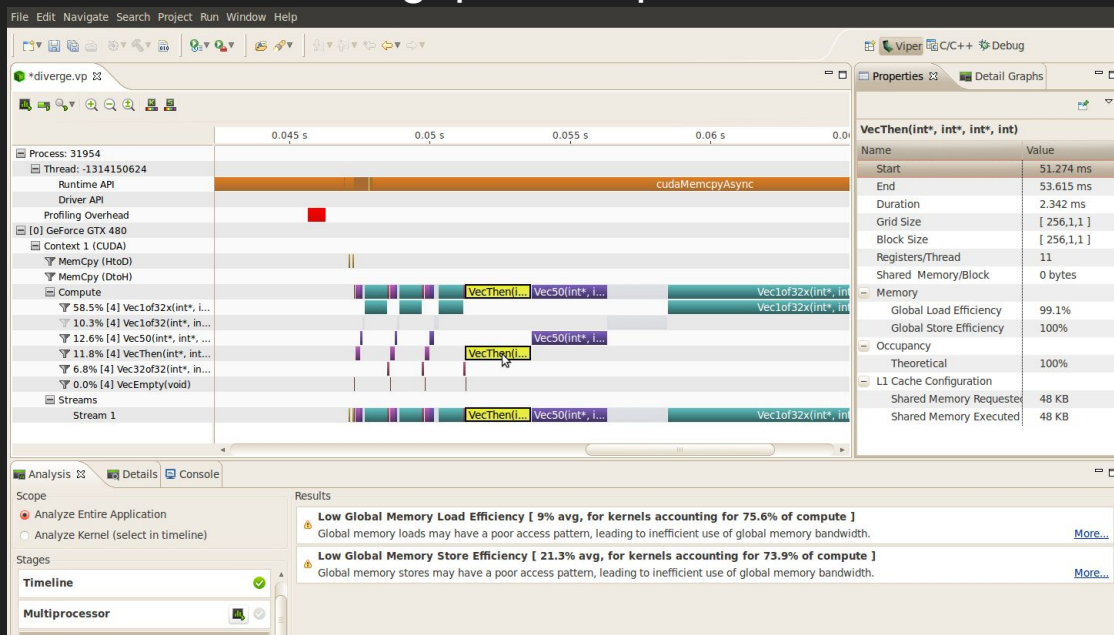 File Edit Navigate Search Project Run Window Help
Viper C/C++ Debug
*diverge.vp
0.045 s 0.05 s 0.055 s 0.06 s 0.0
Process: 31954
Thread: -1314150624
Runtime API cudaMemcpyAsync
Driver API
Profiling Overhead
[0] GeForce GTX 480
Context 1 (CUDA)
MemCpy (HtoD)
MemCpy (DtoH)
Compute VecThen(i... Vec50(int*, i... Vec1of32x(int*, int
58.5% [4] Vec1of32x(int*, i... Vec1of32x(int*, int
10.3% [4] Vec1of32(int*, in...
12.6% [4] Vec50(int*, int*, ... Vec50(int*, i...
11.8% [4] VecThen(int*, int... VecThen(i...
6.8% [4] Vec32of32(int*, in...
0.0% [4] VecEmpty(void)
Streams
Stream 1 VecThen(i... Vec50(int*, i... Vec1of32x(int*, int
Properties Detail Graphs
VecThen(int*, int*, int*, int)
Name Value
Start 51.274 ms
End 53.615 ms
Duration 2.342 ms
Grid Size [ 256,1,1 ]
Block Size [ 256,1,1 ]
Registers/Thread 11
Shared Memory/Block 0 bytes
Memory
Global Load Efficiency 99.1%
Global Store Efficiency 100%
Occupancy
Theoretical 100%
L1 Cache Configuration
Shared Memory Requested 48 KB
Shared Memory Executed 48 KB
Analysis Details Console
Scope
Analyze Entire Application
Analyze Kernel (select in timeline)
Stages
Timeline
Multiprocessor
Results
Low Global Memory Load Efficiency [ 9% avg, for kernels accounting for 75.6% of compute ]
Global memory loads may have a poor access pattern, leading to inefficient use of global memory bandwidth. More...
Low Global Memory Store Efficiency [ 21.3% avg, for kernels accounting for 73.9% of compute ]
Global memory stores may have a poor access pattern, leading to inefficient use of global memory bandwidth. More...